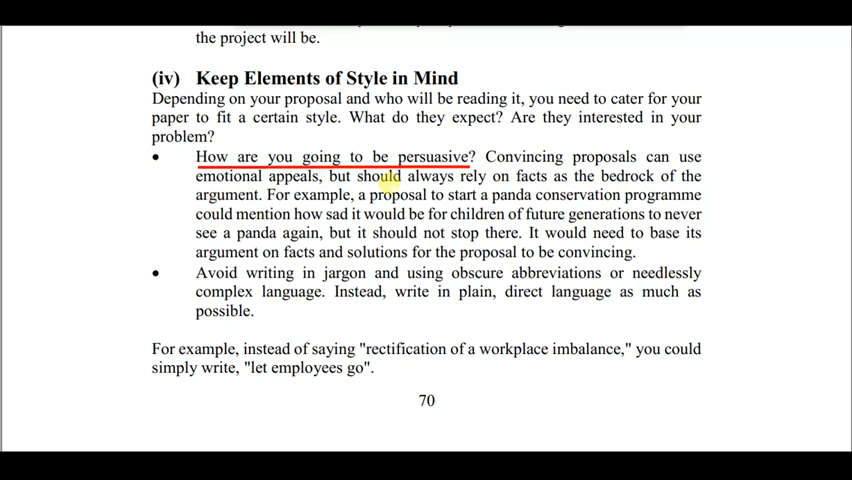 the project will be.
(iv) Keep Elements of Style in Mind
Depending on your proposal and who will be reading it, you need to cater for your
paper to fit a certain style. What do they expect? Are they interested in your
problem?
• How are you going to be persuasive? Convincing proposals can use
emotional appeals, but should always rely on facts as the bedrock of the
argument. For example, a proposal to start a panda conservation programme
could mention how sad it would be for children of future generations to never
see a panda again, but it should not stop there. It would need to base its
argument on facts and solutions for the proposal to be convincing.
• Avoid writing in jargon and using obscure abbreviations or needlessly
complex language. Instead, write in plain, direct language as much as
possible.
For example, instead of saying "rectification of a workplace imbalance," you could
simply write, "let employees go".
70